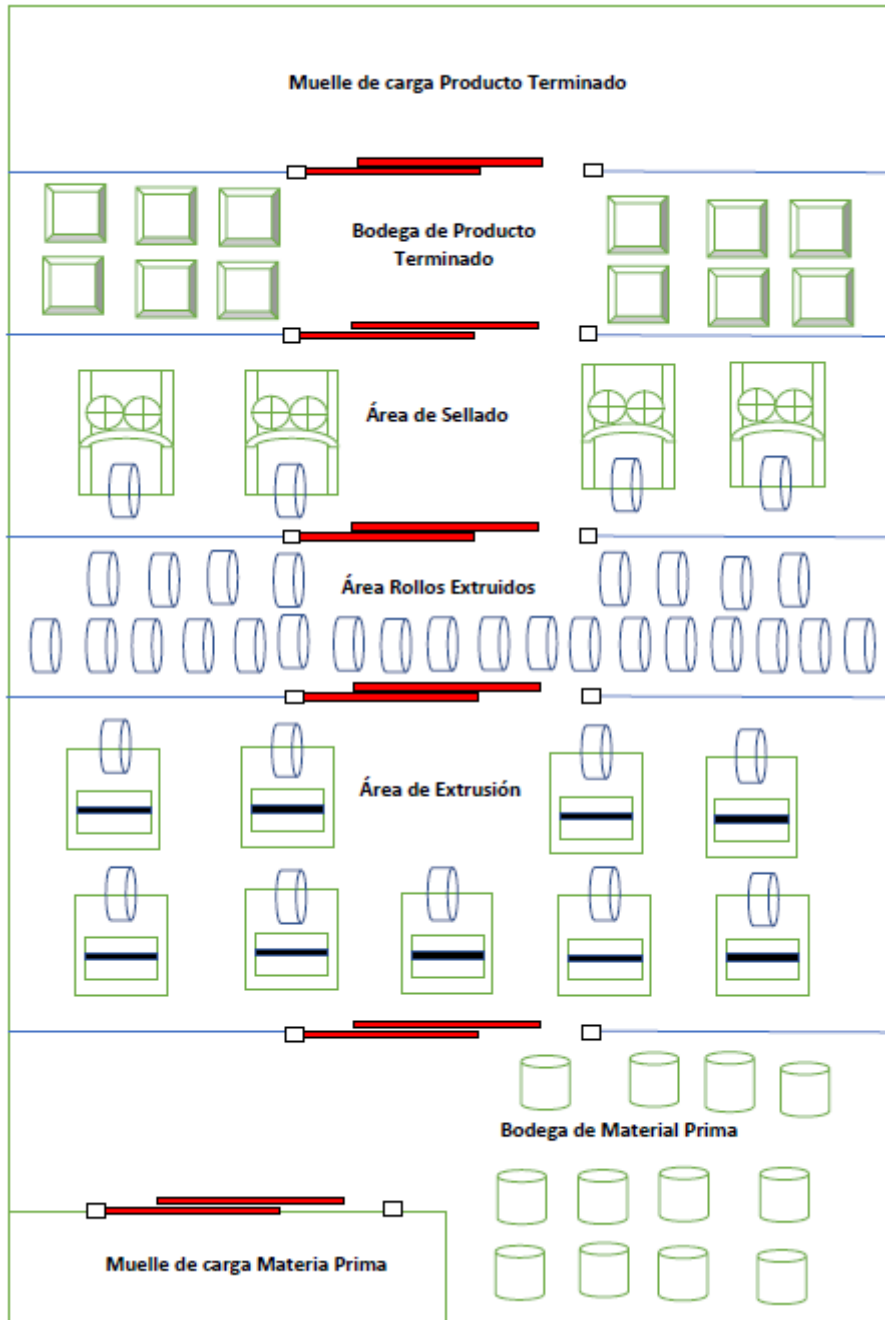 Muelle de carga Producto Terminado
Bodega de Producto
Terminado
Área de Sellado
Área Rollos Extruidos
Área de Extrusión
Bodega de Material Prima
Muelle de carga Materia Prima